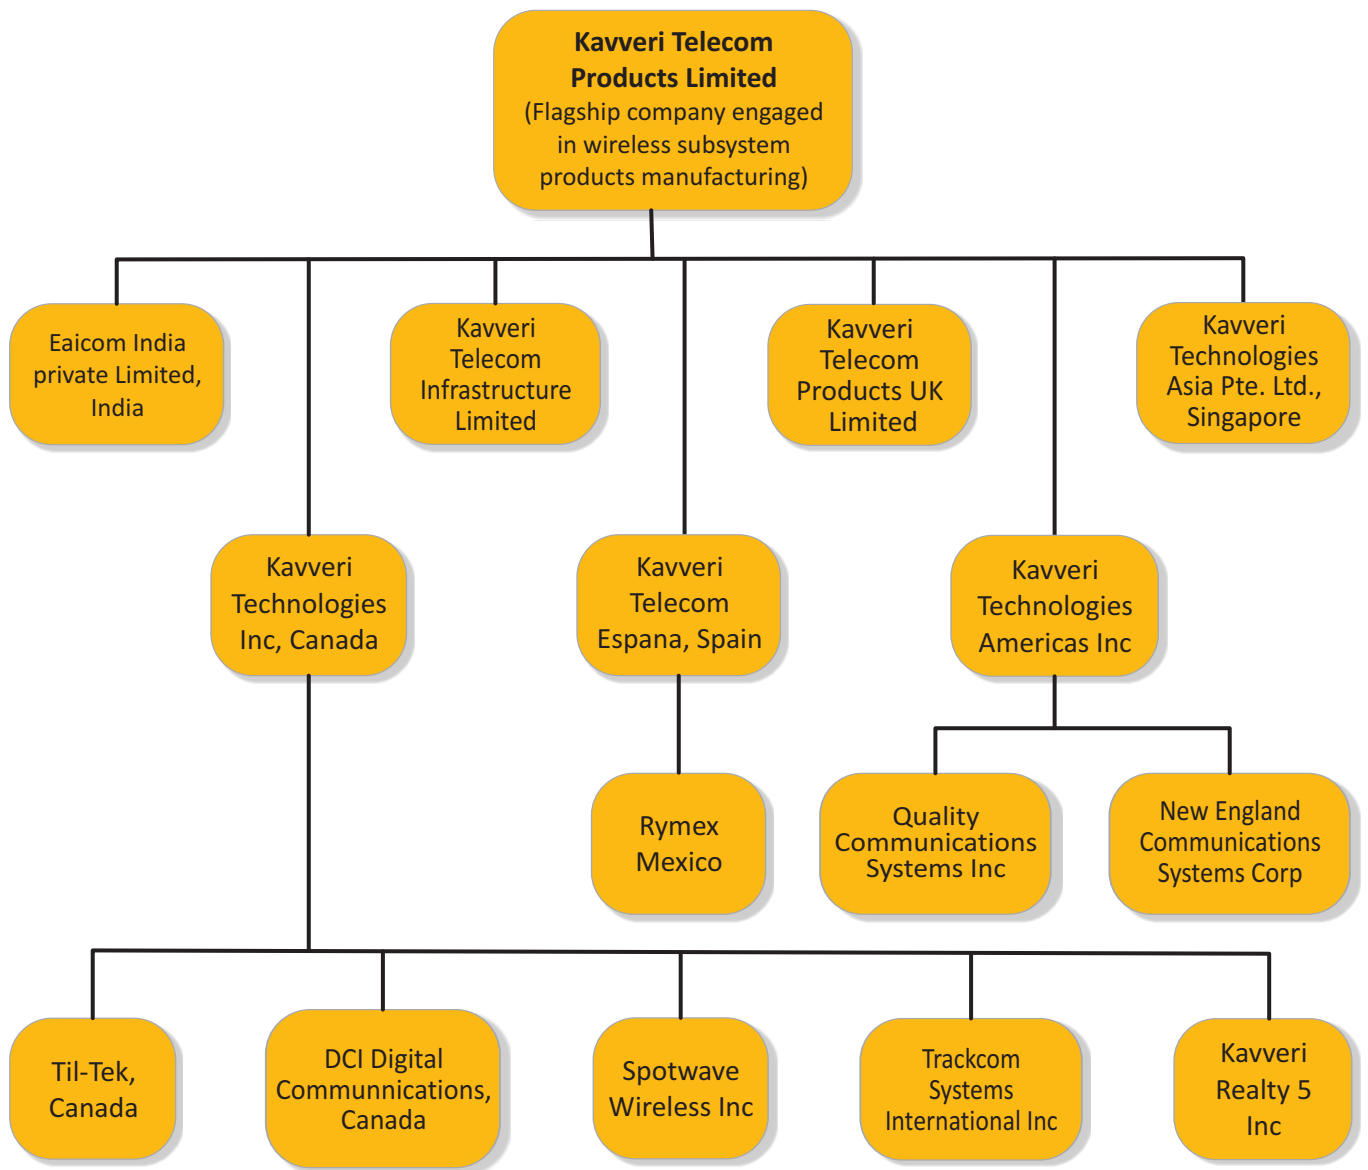 Kavveri Telecom
Products Limited
(Flagship company engaged
in wireless subsystem
products manufacturing)
Eaicom India
private Limited,
India
Kavveri
Telecom
Infrastructure
Limited
Kavveri
Telecom
Products UK
Limited
Kavveri
Technologies
Asia Pte. Ltd.,
Singapore
Kavveri
Technologies
Inc, Canada
Kavveri
Telecom
Espana, Spain
Kavveri
Technologies
Americas Inc
Rymex
Mexico
Quality
Communications
Systems Inc
New England
Communications
Systems Corp
Til-Tek,
Canada
DCI Digital
Communnications,
Canada
Spotwave
Wireless Inc
Trackcom
Systems
International Inc
Kavveri
Realty 5
Inc